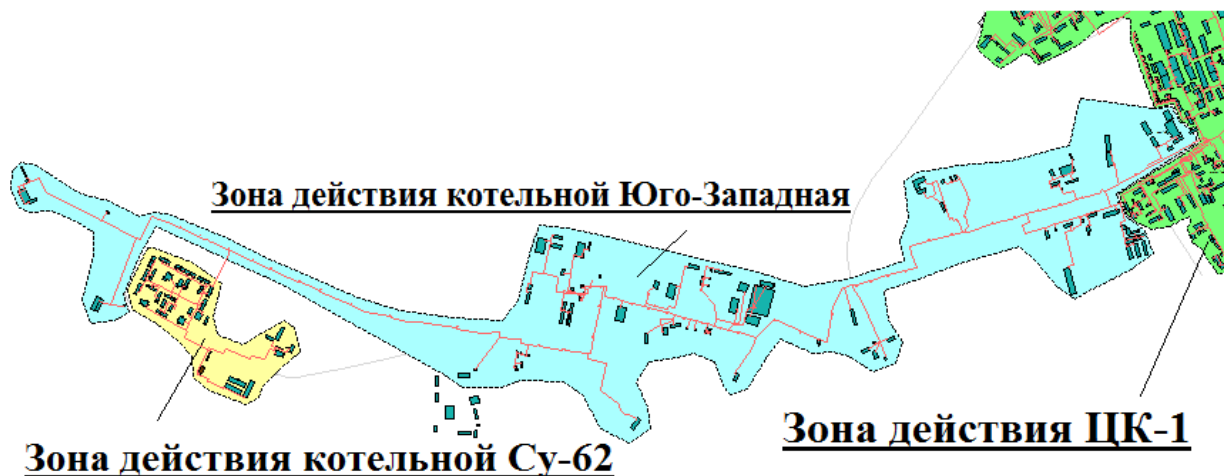 Зона действия котельной Юго-Западная
Зона действия ЦК-1
Зона действия котельной Су-62